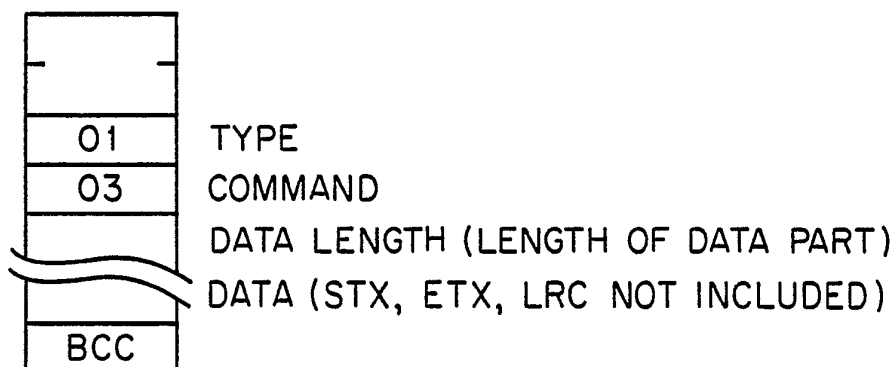 01 TYPE
03 COMMAND
DATA LENGTH (LENGTH OF DATA PART)
DATA (STX, ETX, LRC NOT INCLUDED)
BCC